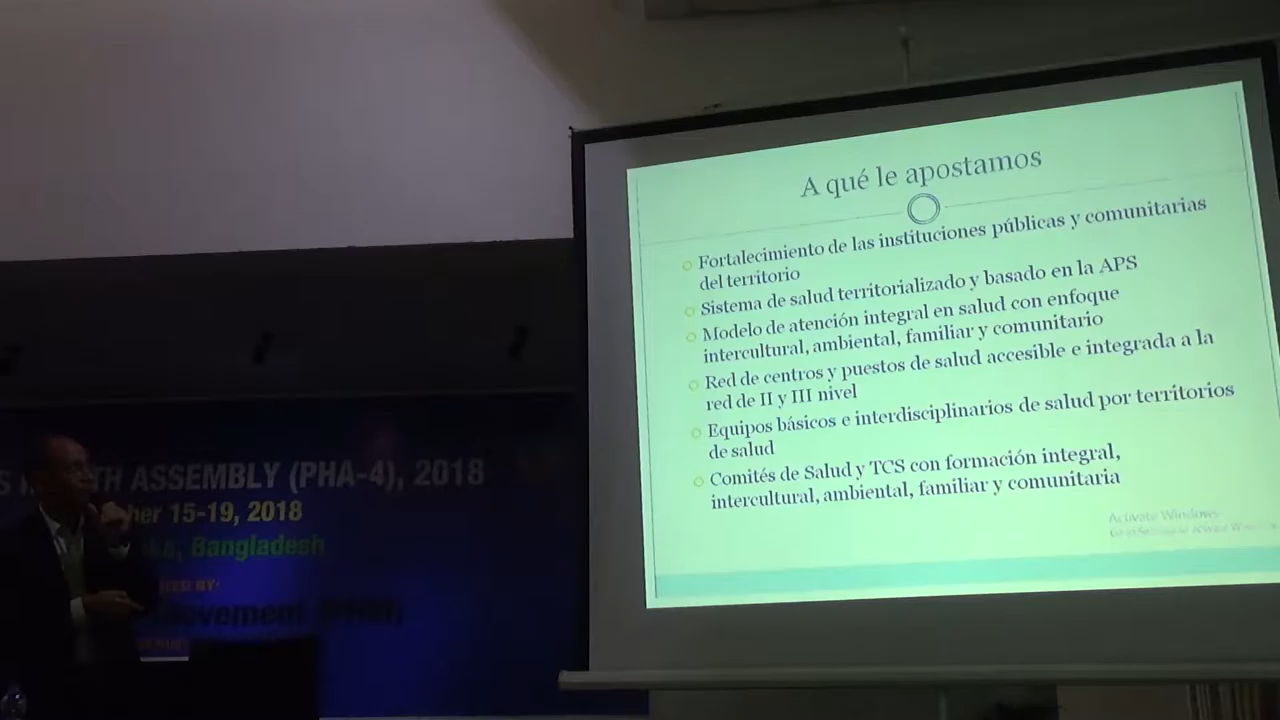 A qué le apostamos
Fortalecimiento de las instituciones públicas y comunitarias
del territorio
Sistema de salud territorializado y basado en la APS
Modelo de atención integral en salud con enfoque
intercultural, ambiental, familiar y comunitario
Red de centros y puestos de salud accesible e integrada a la
red de II y III nivel
Equipos básicos e interdisciplinarios de salud por territorios
de salud
Comités de Salud y TCS con formación integral,
intercultural, ambiental, familiar y comunitaria
Activate Windows
ASSEMBLY (PHA-4), 2018
15-19, 2018
Bangladesh
BY: